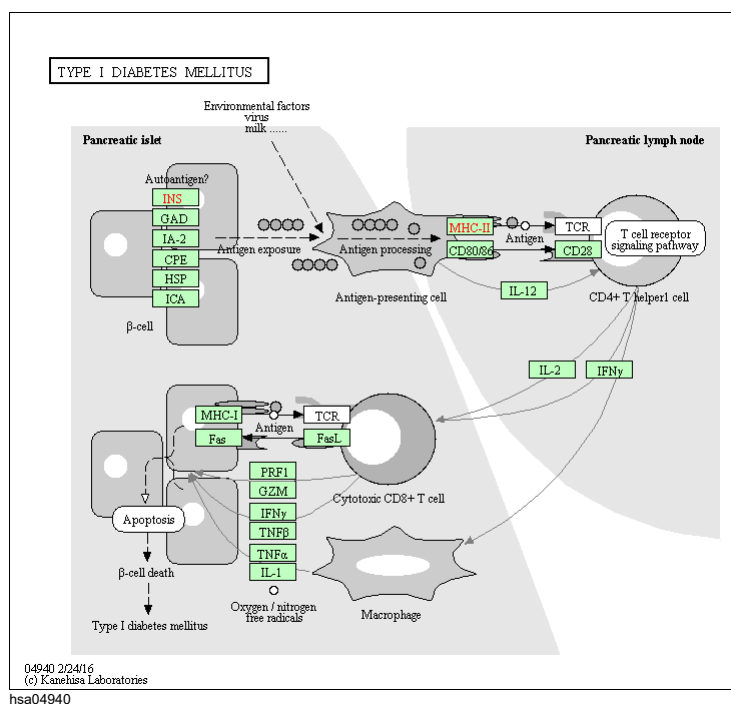 TYPE I DIABETES MELLITUS
Environmental factors
virus
milk ......
Pancreatic islet
Pancreatic lymph node
Autoantigen?
INS
GAD
IA-2
CPE
HSP
ICA
β-cell
Antigen exposure
Antigen processing
Antigen-presenting cell
MHC-II
CD80/86
Antigen
TCR
CD28
T cell receptor
signaling pathway
IL-12
CD4+ T helper1 cell
IL-2
IFNγ
MHC-I
Fas
Antigen
TCR
FasL
PRF1
GZM
IFNγ
TNFβ
TNFα
IL-1
Cytotoxic CD8+ T cell
Apoptosis
β-cell death
Type I diabetes mellitus
Oxygen / nitrogen
free radicals
Macrophage
04940 2/24/16
(c) Kanehisa Laboratories
hsa04940